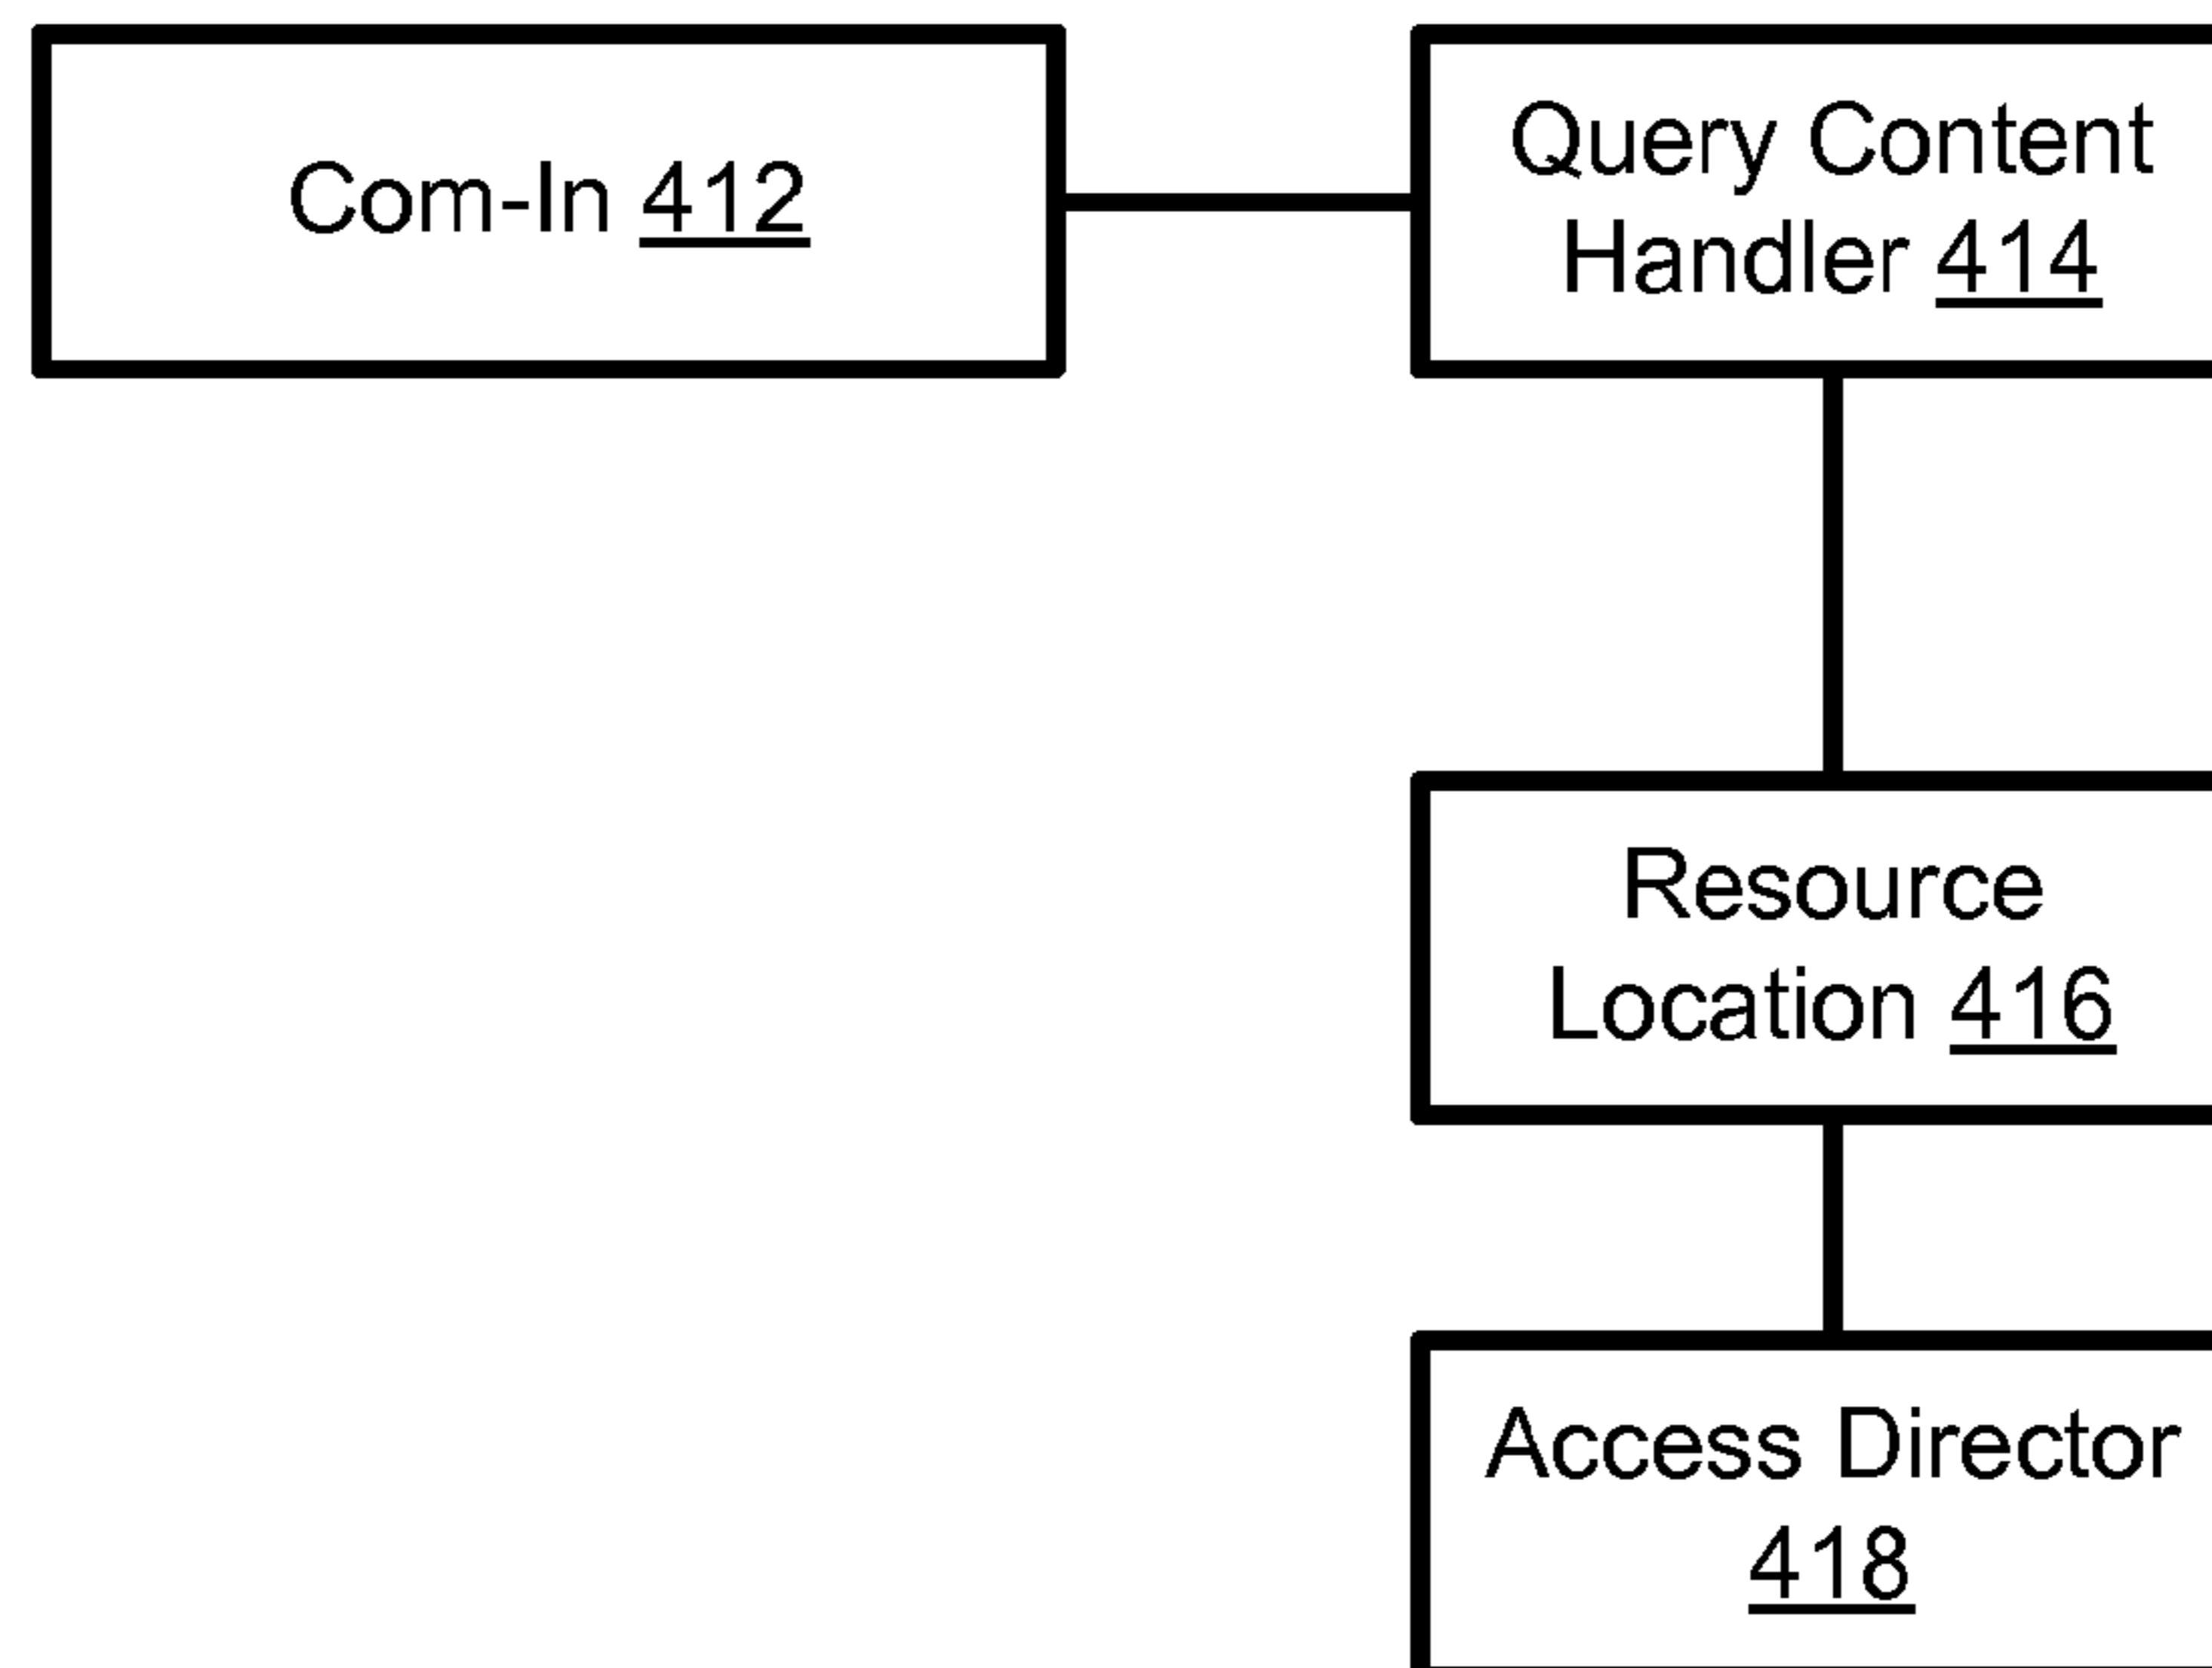 Com-In 412
Query Content
Handler 414
Resource
Location 416
Access Director
418